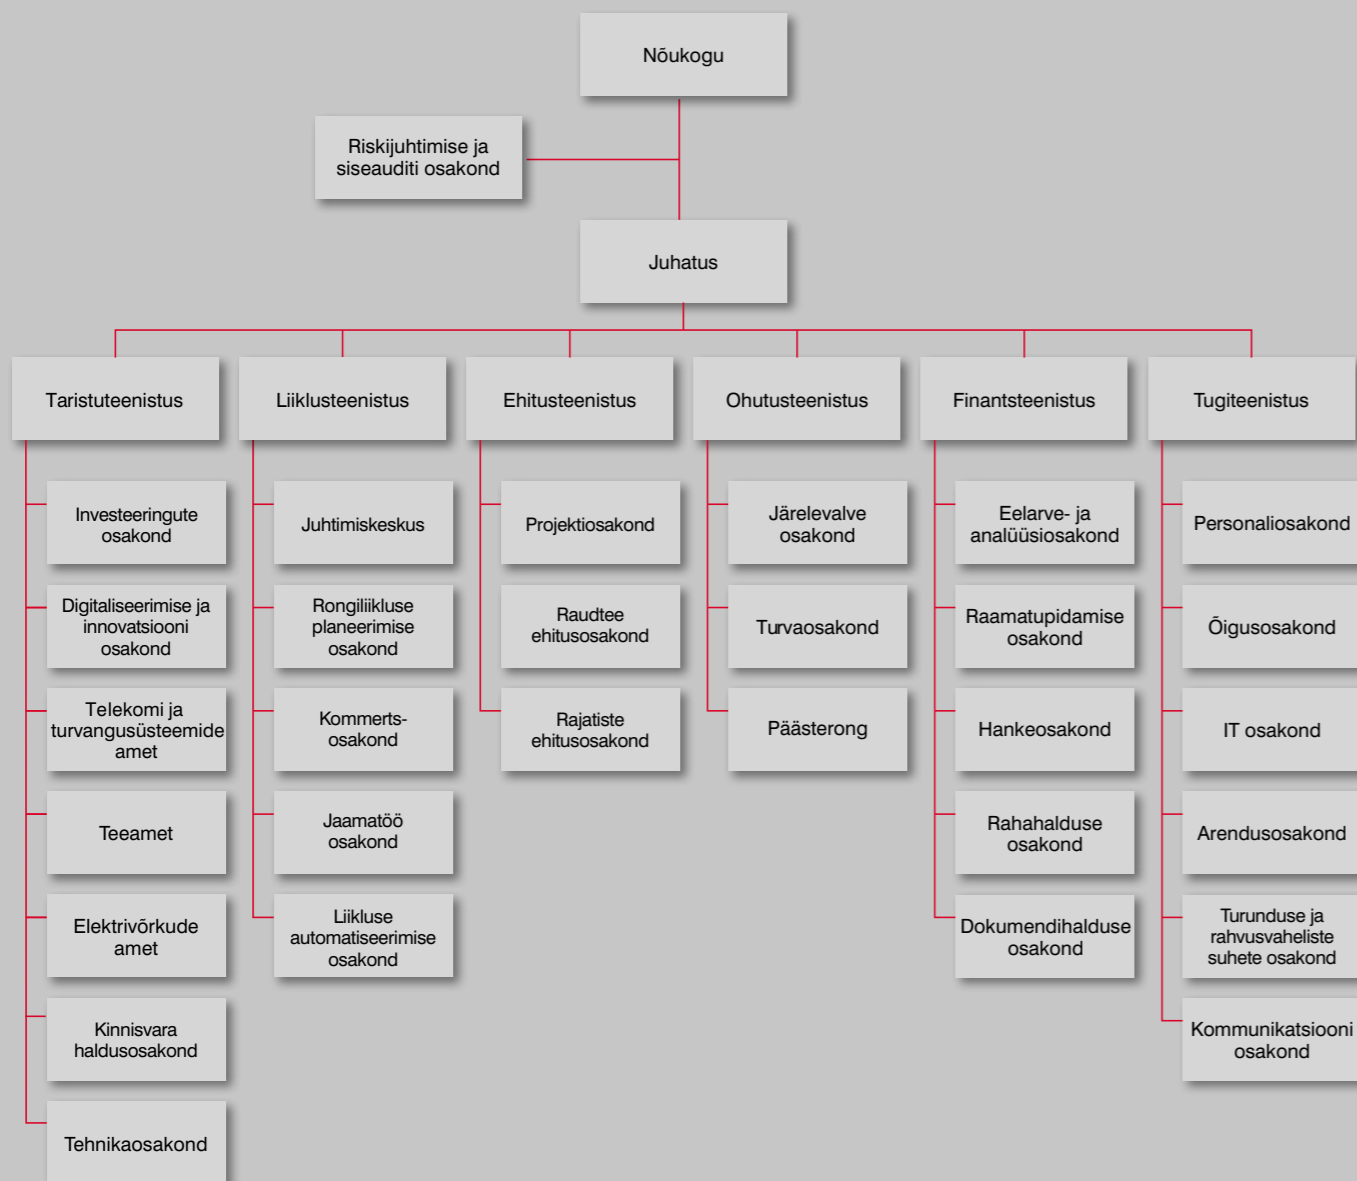 Nõukogu
Riskijuhtimise ja
siseauditi osakond
Juhatus
Taristuteenistus
Liiklusteenistus
Ehitusteenistus
Ohutusteenistus
Finantsteenistus
Tugiteenistus
Investeeringute
osakond
Digitaliseerimise ja
innovatsiooni
osakond
Telekomi ja
turvangusüsteemide
amet
Teeamet
Elektrivõrkude
amet
Kinnisvara
haldusosakond
Tehnikaosakond
Juhtimiskeskus
Rongiliikluse
planeerimise
osakond
Kommerts-
osakond
Jaamatöö
osakond
Liikluse
automatiseerimise
osakond
Projektiosakond
Raudtee
ehitusosakond
Rajatiste
ehitusosakond
Järelevalve
osakond
Turvaosakond
Päästerong
Eelarve- ja
analüüsiosakond
Raamatupidamise
osakond
Hankeosakond
Rahahalduse
osakond
Dokumendihalduse
osakond
Personaliosakond
Õigusosakond
IT osakond
Arendusosakond
Turunduse ja
rahvusvaheliste
suhete osakond
Kommunikatsiooni
osakond